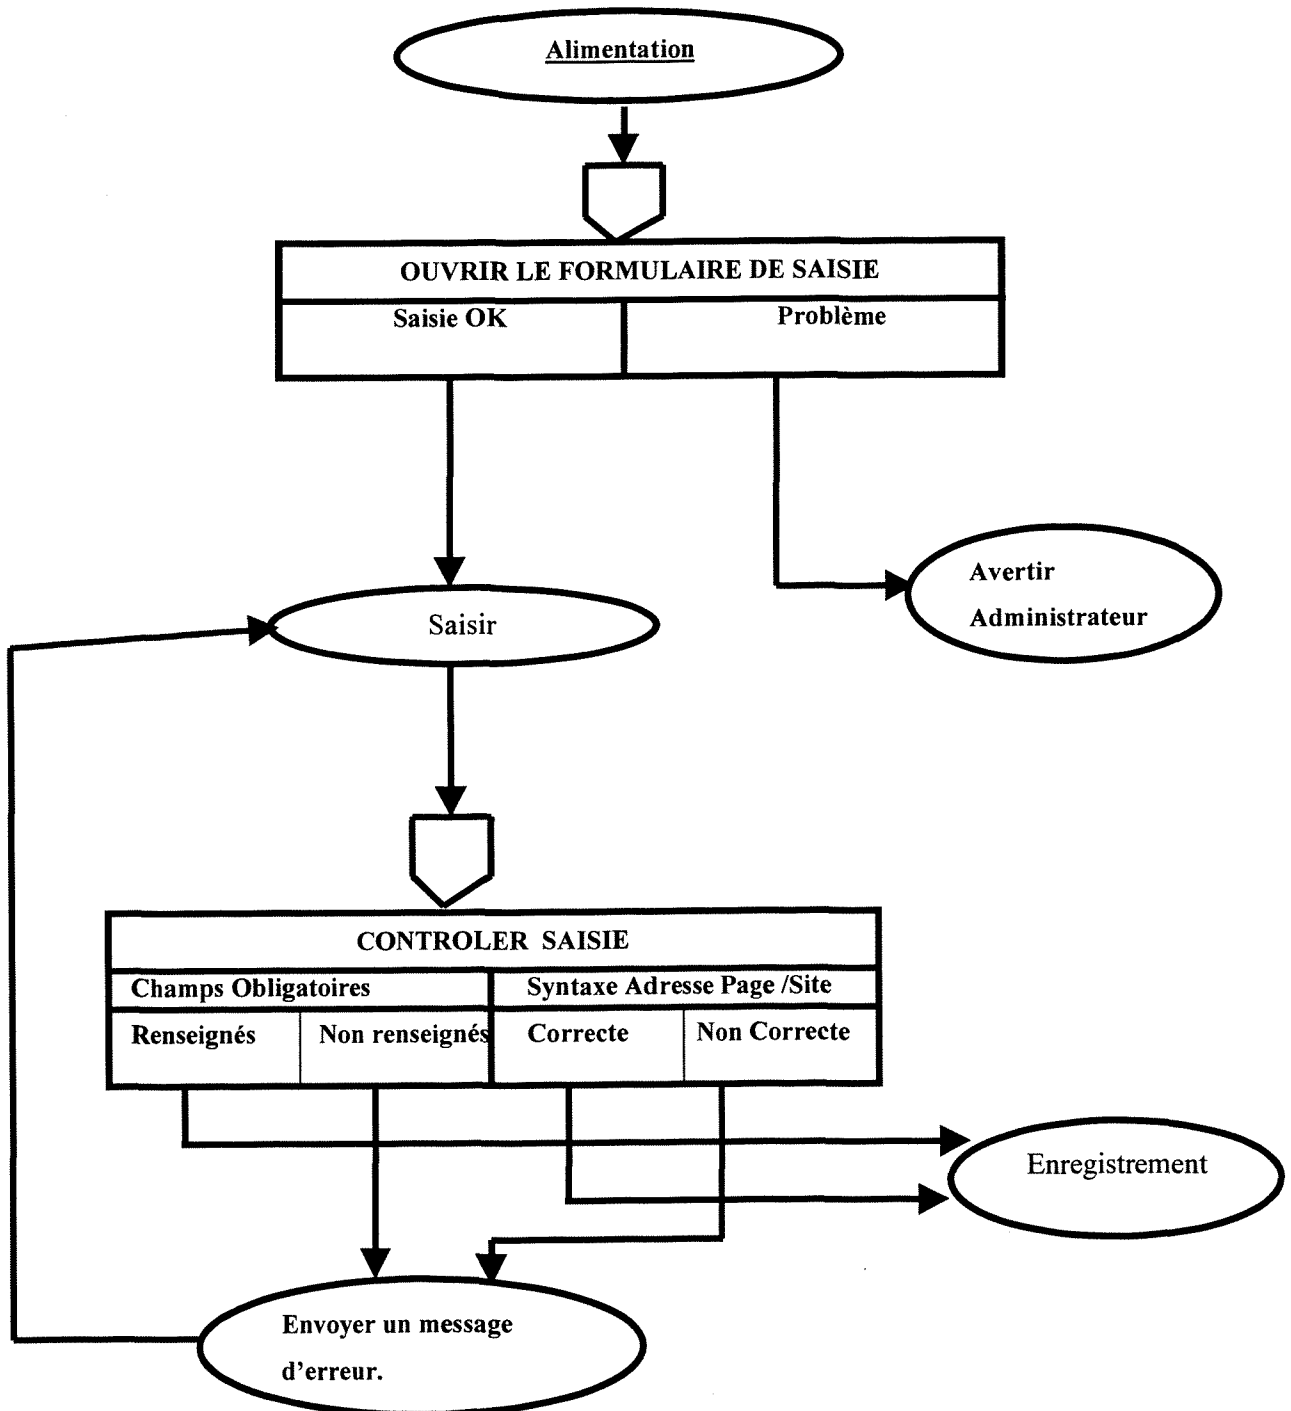 Alimentation
OUVRIR LE FORMULAIRE DE SAISIE
Saisie OK
Problème
Avertir
Administrateur
Saisir
CONTROLER SAISIE
Champs Obligatoires
Syntaxe Adresse Page /Site
Renseignés
Non renseignés
Correcte
Non Correcte
Enregistrement
Envoyer un message
d'erreur.